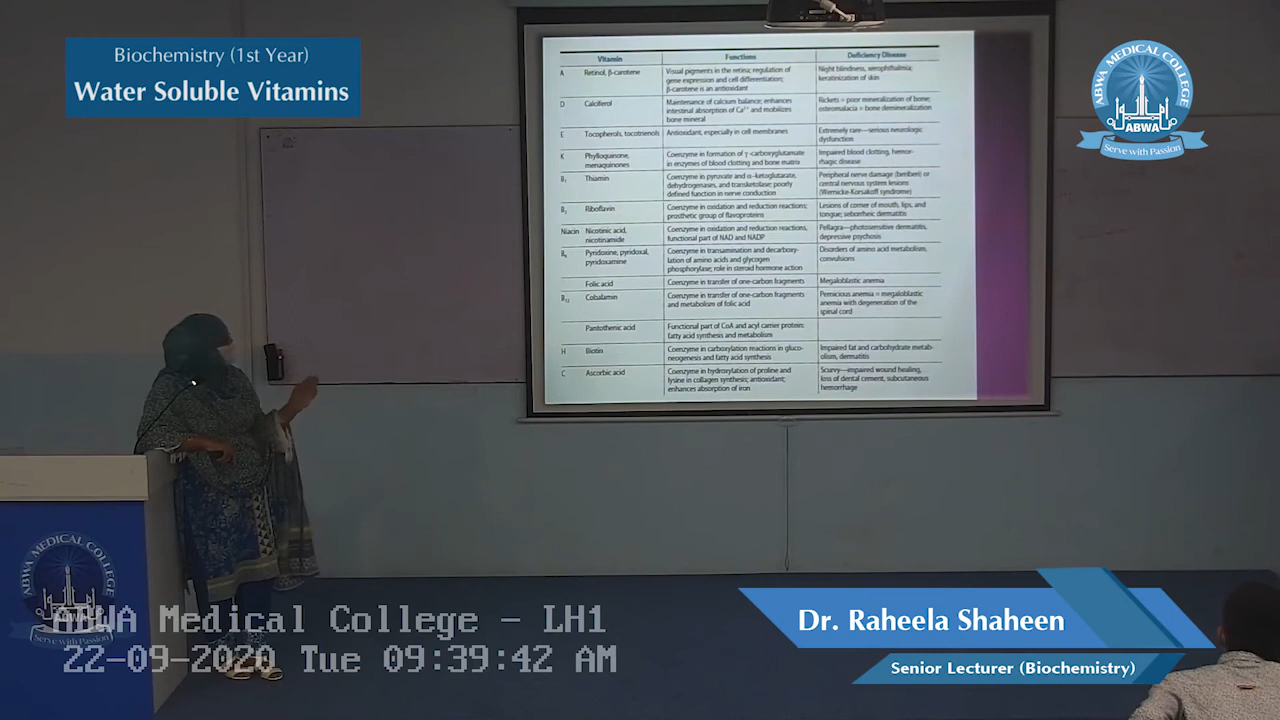 Biochemistry (1st Year)
Water Soluble Vitamins
ABWA MEDICAL COLLEGE
ABWA
Serve with Passion
Vitamin Functions Deficiency Disease
A Retinol, β-carotene Visual pigments in the retina; regulation of Night blindness, xerophthalmia;
gene expression and cell differentiation; keratinization of skin
β-carotene is an antioxidant
D Calciferol Maintenance of calcium balance; enhances Rickets = poor mineralization of bone;
intestinal absorption of Ca²⁺ and mobilizes osteomalacia = bone demineralization
bone mineral
E Tocopherols, tocotrienols Antioxidant, especially in cell membranes Extremely rare—serious neurologic
dysfunction
K Phylloquinone, Coenzyme in formation of γ-carboxyglutamate Impaired blood clotting, hemor-
menaquinones in enzymes of blood clotting and bone matrix rhagic disease
B₁ Thiamin Coenzyme in pyruvate and α-ketoglutarate, Peripheral nerve damage (beriberi) or
dehydrogenases, and transketolase; poorly central nervous system lesions
defined function in nerve conduction (Wernicke-Korsakoff syndrome)
B₂ Riboflavin Coenzyme in oxidation and reduction reactions; Lesions of corner of mouth, lips, and
prosthetic group of flavoproteins tongue; seborrheic dermatitis
Niacin Nicotinic acid, Coenzyme in oxidation and reduction reactions, Pellagra—photosensitive dermatitis,
nicotinamide functional part of NAD and NADP depressive psychosis
B₆ Pyridoxine, pyridoxal, Coenzyme in transamination and decarboxy- Disorders of amino acid metabolism,
pyridoxamine lation of amino acids and glycogen convulsions
phosphorylase; role in steroid hormone action
Folic acid Coenzyme in transfer of one-carbon fragments Megaloblastic anemia
B₁₂ Cobalamin Coenzyme in transfer of one-carbon fragments Pernicious anemia = megaloblastic
and metabolism of folic acid anemia with degeneration of the
spinal cord
Pantothenic acid Functional part of CoA and acyl carrier protein:
fatty acid synthesis and metabolism
H Biotin Coenzyme in carboxylation reactions in gluco- Impaired fat and carbohydrate metab-
neogenesis and fatty acid synthesis olism, dermatitis
C Ascorbic acid Coenzyme in hydroxylation of proline and Scurvy—impaired wound healing,
lysine in collagen synthesis; antioxidant; loss of dental cement, subcutaneous
enhances absorption of iron hemorrhage
ABWA MEDICAL COLLEGE
Serve with Passion
ABWA Medical College - LH1
22-09-2020 Tue 09:39:42 AM
Dr. Raheela Shaheen
Senior Lecturer (Biochemistry)